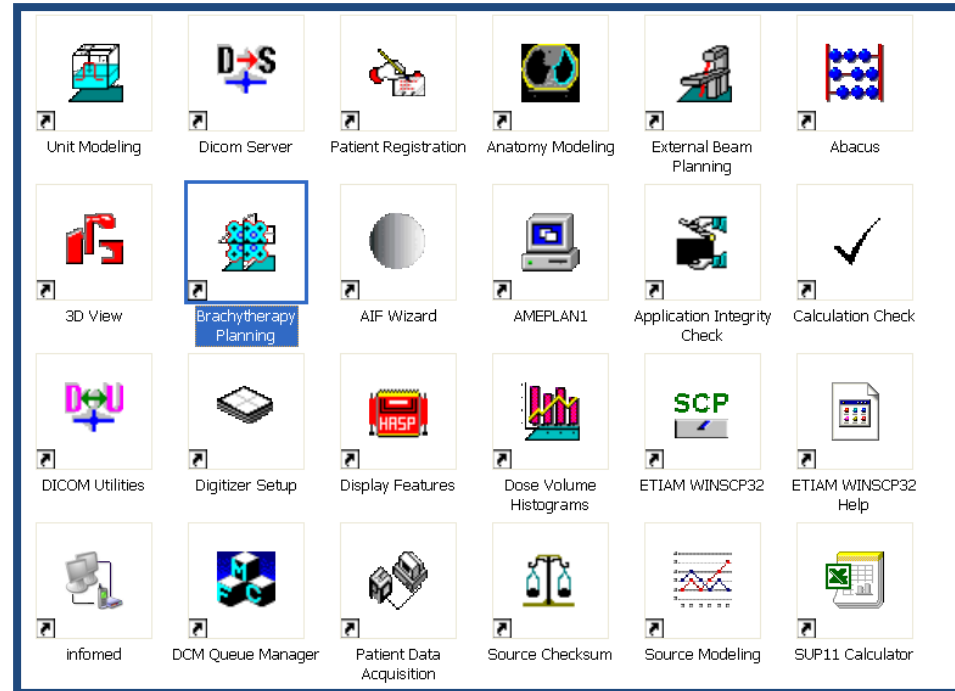 D→S
Unit Modeling
Dicom Server
Patient Registration
Anatomy Modeling
External Beam
Planning
Abacus
3D View
Brachytherapy
Planning
AIF Wizard
AMEPLAN1
Application Integrity
Check
Calculation Check
D↔U
HASP
SCP
DICOM Utilities
Digitizer Setup
Display Features
Dose Volume
Histograms
ETIAM WINSCP32
ETIAM WINSCP32
Help
M
F C
X
infomed
DCM Queue Manager
Patient Data
Acquisition
Source Checksum
Source Modeling
SUP11 Calculator